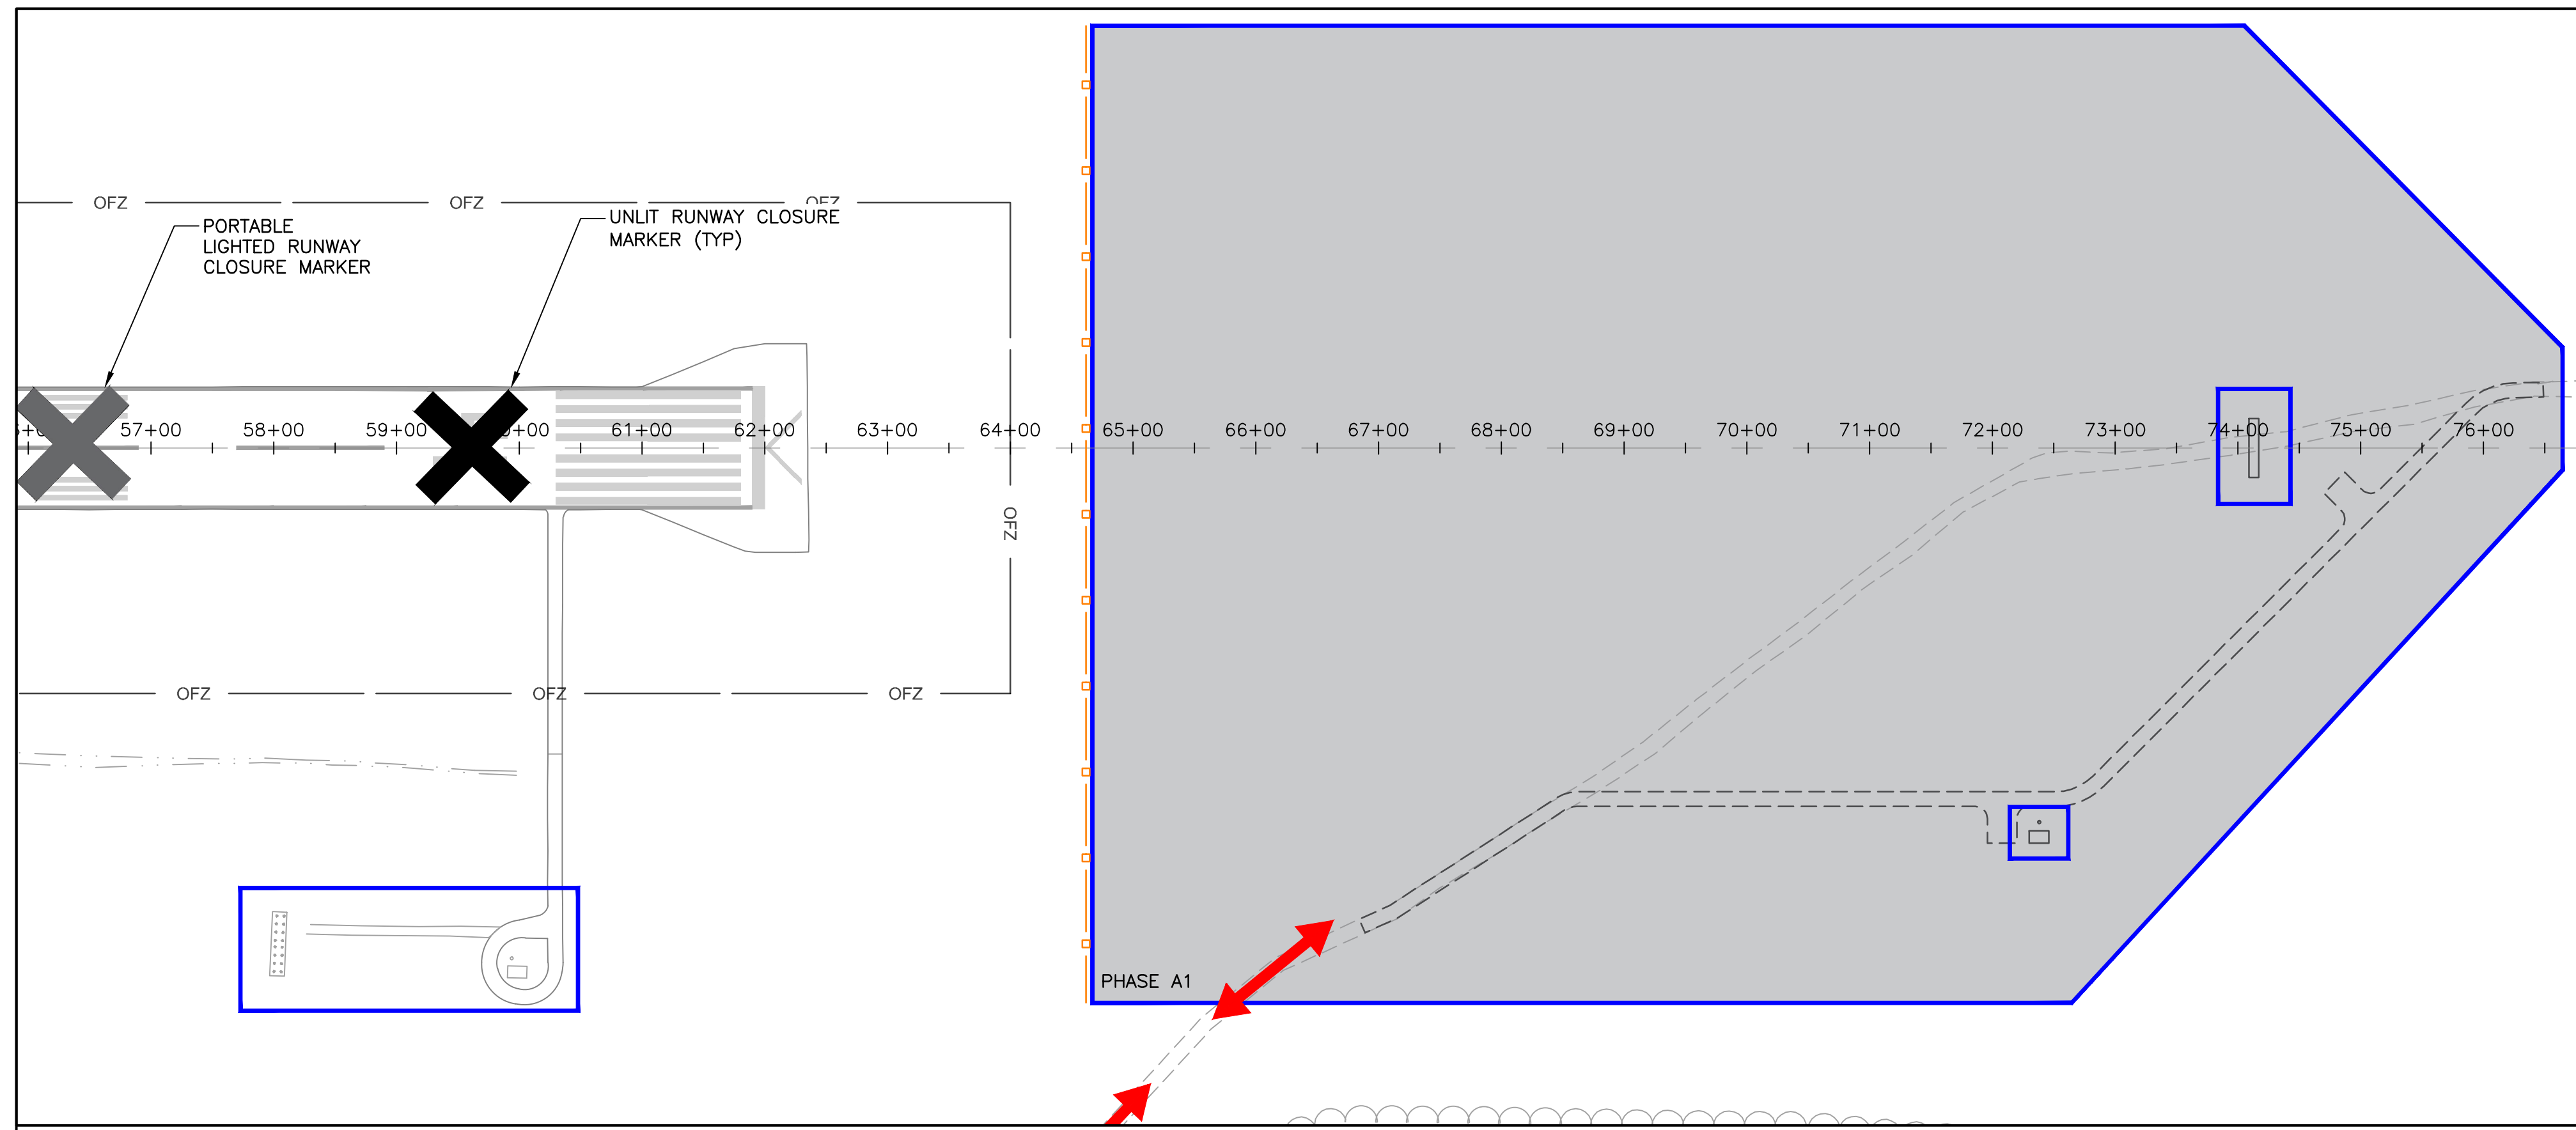 OFZ OFZ OFZ
PORTABLE
LIGHTED RUNWAY
CLOSURE MARKER
UNLIT RUNWAY CLOSURE
MARKER (TYP)
57+00 58+00 59+00 61+00 62+00 63+00 64+00 65+00 66+00 67+00 68+00 69+00 70+00 71+00 72+00 73+00 74+00 75+00 76+00
OFZ
OFZ OFZ OFZ
PHASE A1